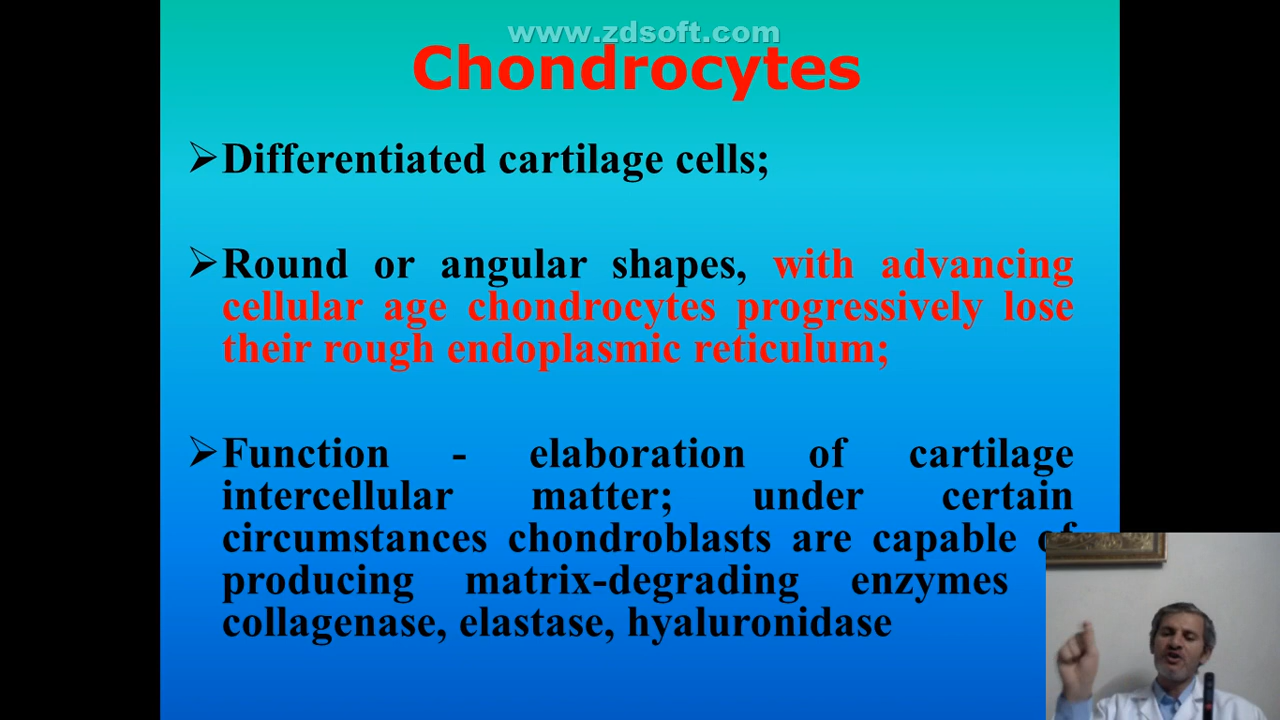 www.zdsoft.com
Chondrocytes
➢Differentiated cartilage cells;
➢Round or angular shapes, with advancing
cellular age chondrocytes progressively lose
their rough endoplasmic reticulum;
➢Function - elaboration of cartilage
intercellular matter; under certain
circumstances chondroblasts are capable of
producing matrix-degrading enzymes
collagenase, elastase, hyaluronidase